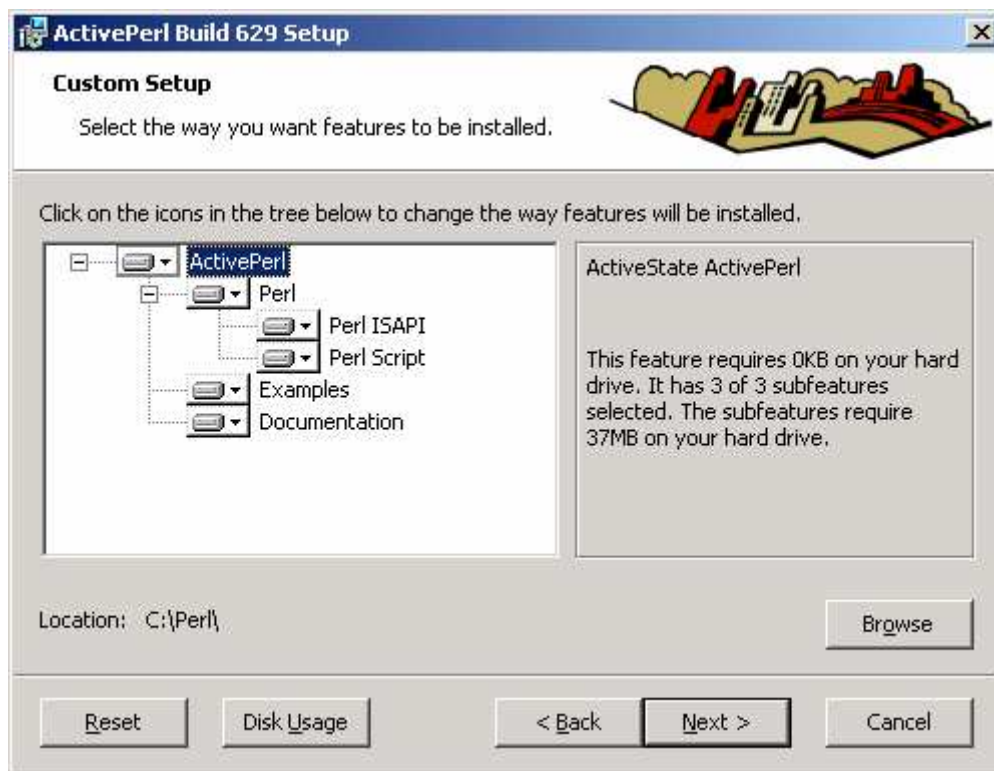 ActivePerl Build 629 Setup
Custom Setup
Select the way you want features to be installed.
Click on the icons in the tree below to change the way features will be installed.
ActivePerl
Perl
Perl ISAPI
Perl Script
Examples
Documentation
ActiveState ActivePerl
This feature requires 0KB on your hard
drive. It has 3 of 3 subfeatures
selected. The subfeatures require
37MB on your hard drive.
Location: C:\Perl\
Browse
Reset
Disk Usage
< Back
Next >
Cancel